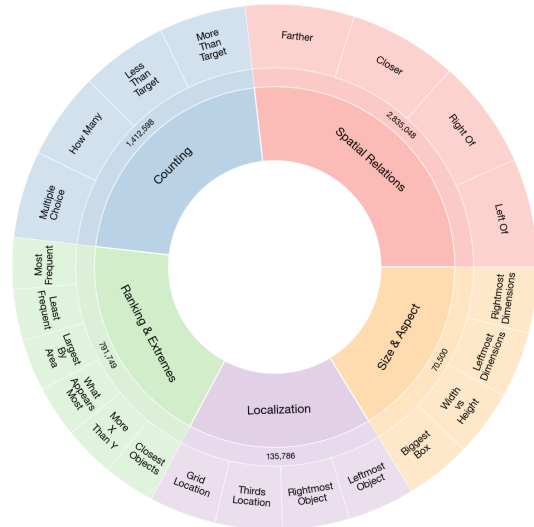 Farther
Closer
Right Of
Left Of
2,835,048
Spatial Relations
More
Than
Target
Less
Than
Target
How Many
Multiple
Choice
1,412,598
Counting
Most
Frequent
Least
Frequent
Largest
By
Area
What
Appears
Most
More
X
Than Y
Closest
Objects
791,749
Ranking & Extremes
Grid
Location
Thirds
Location
Rightmost
Object
Leftmost
Object
135,786
Localization
Biggest
Box
Width
vs
Height
Leftmost
Dimensions
Rightmost
Dimensions
70,500
Size & Aspect